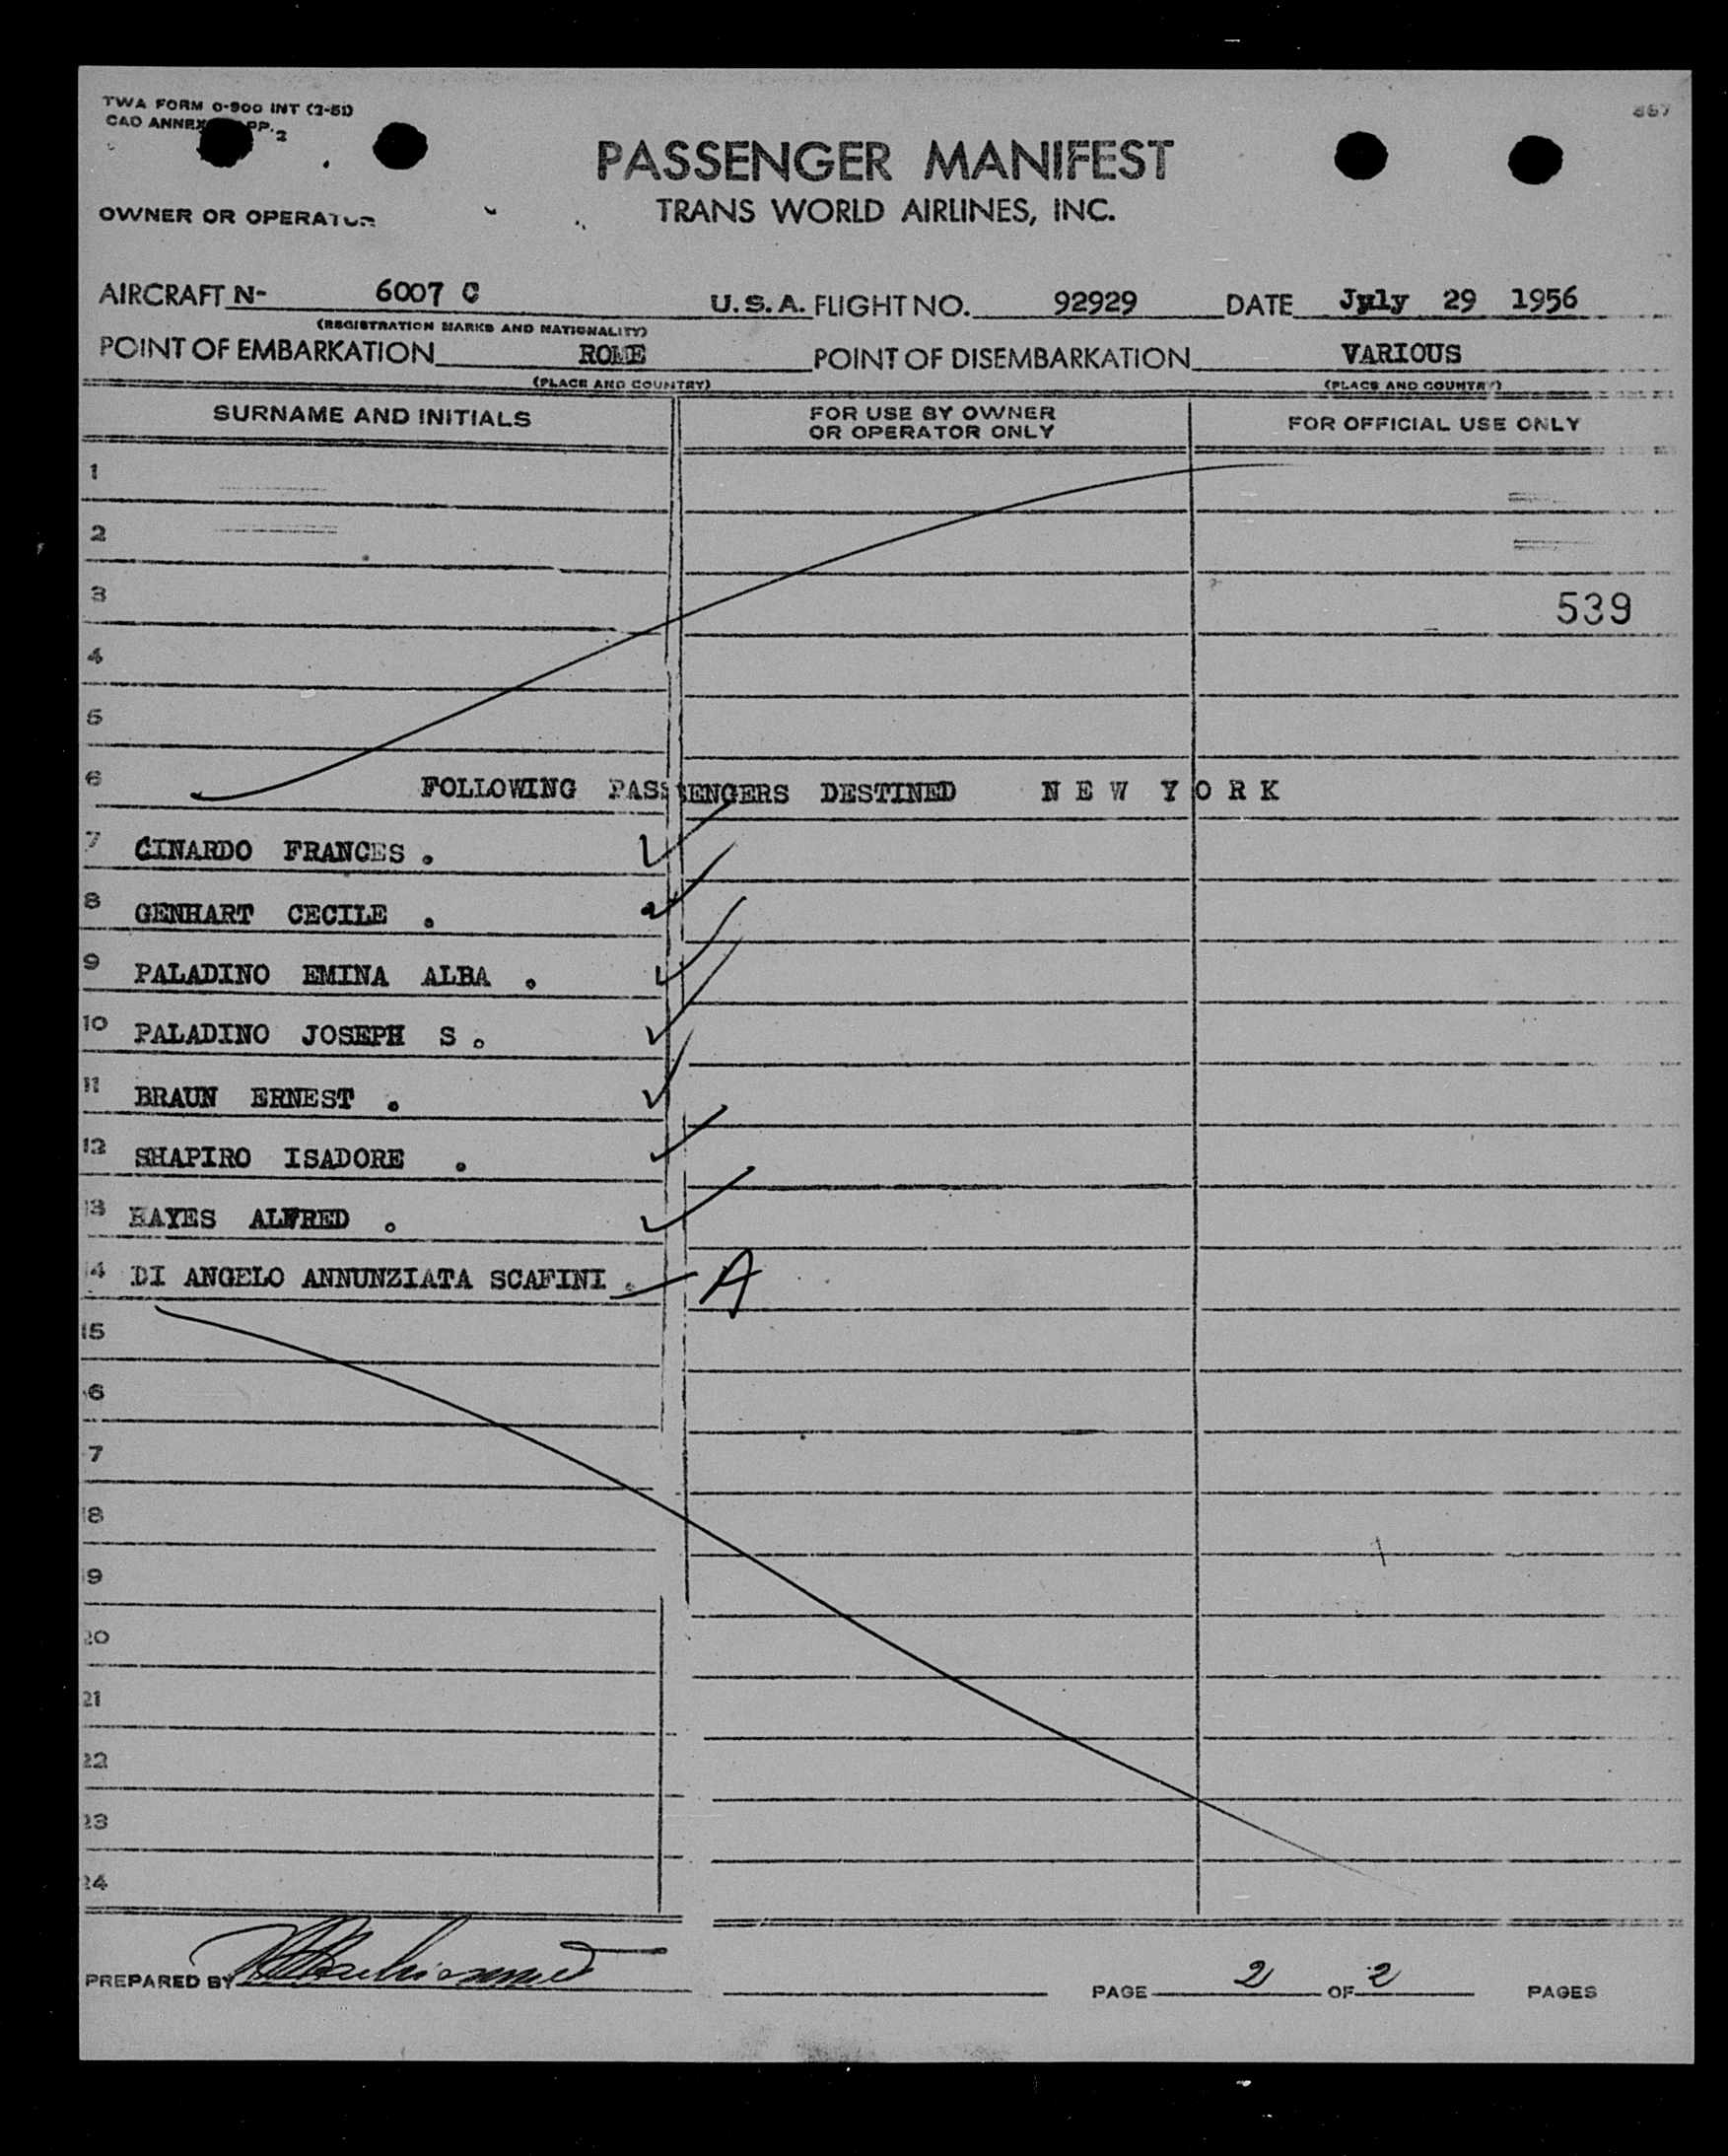 TWA FORM 0-900 INT (2-51)
CAO ANNEX PP. 2
867
PASSENGER MANIFEST
TRANS WORLD AIRLINES, INC.
OWNER OR OPERATOR
AIRCRAFT N- 6007 C U.S.A. FLIGHT NO. 92929 DATE July 29 1956
(REGISTRATION MARKS AND NATIONALITY)
POINT OF EMBARKATION ROME POINT OF DISEMBARKATION VARIOUS
(PLACE AND COUNTRY) (PLACE AND COUNTRY)
SURNAME AND INITIALS FOR USE BY OWNER OR OPERATOR ONLY FOR OFFICIAL USE ONLY
1
2
3 539
4
5
6 FOLLOWING PASSENGERS DESTINED N E W Y O R K
7 CINARDO FRANCES .
8 GENHART CECILE .
9 PALADINO EMINA ALBA .
10 PALADINO JOSEPH S .
11 BRAUN ERNEST .
12 SHAPIRO ISADORE .
13 HAYES ALFRED .
14 DI ANGELO ANNUNZIATA SCAFINI . A
15
16
17
18
19
20
21
22
23
24
PREPARED BY PAGE 2 OF 2 PAGES